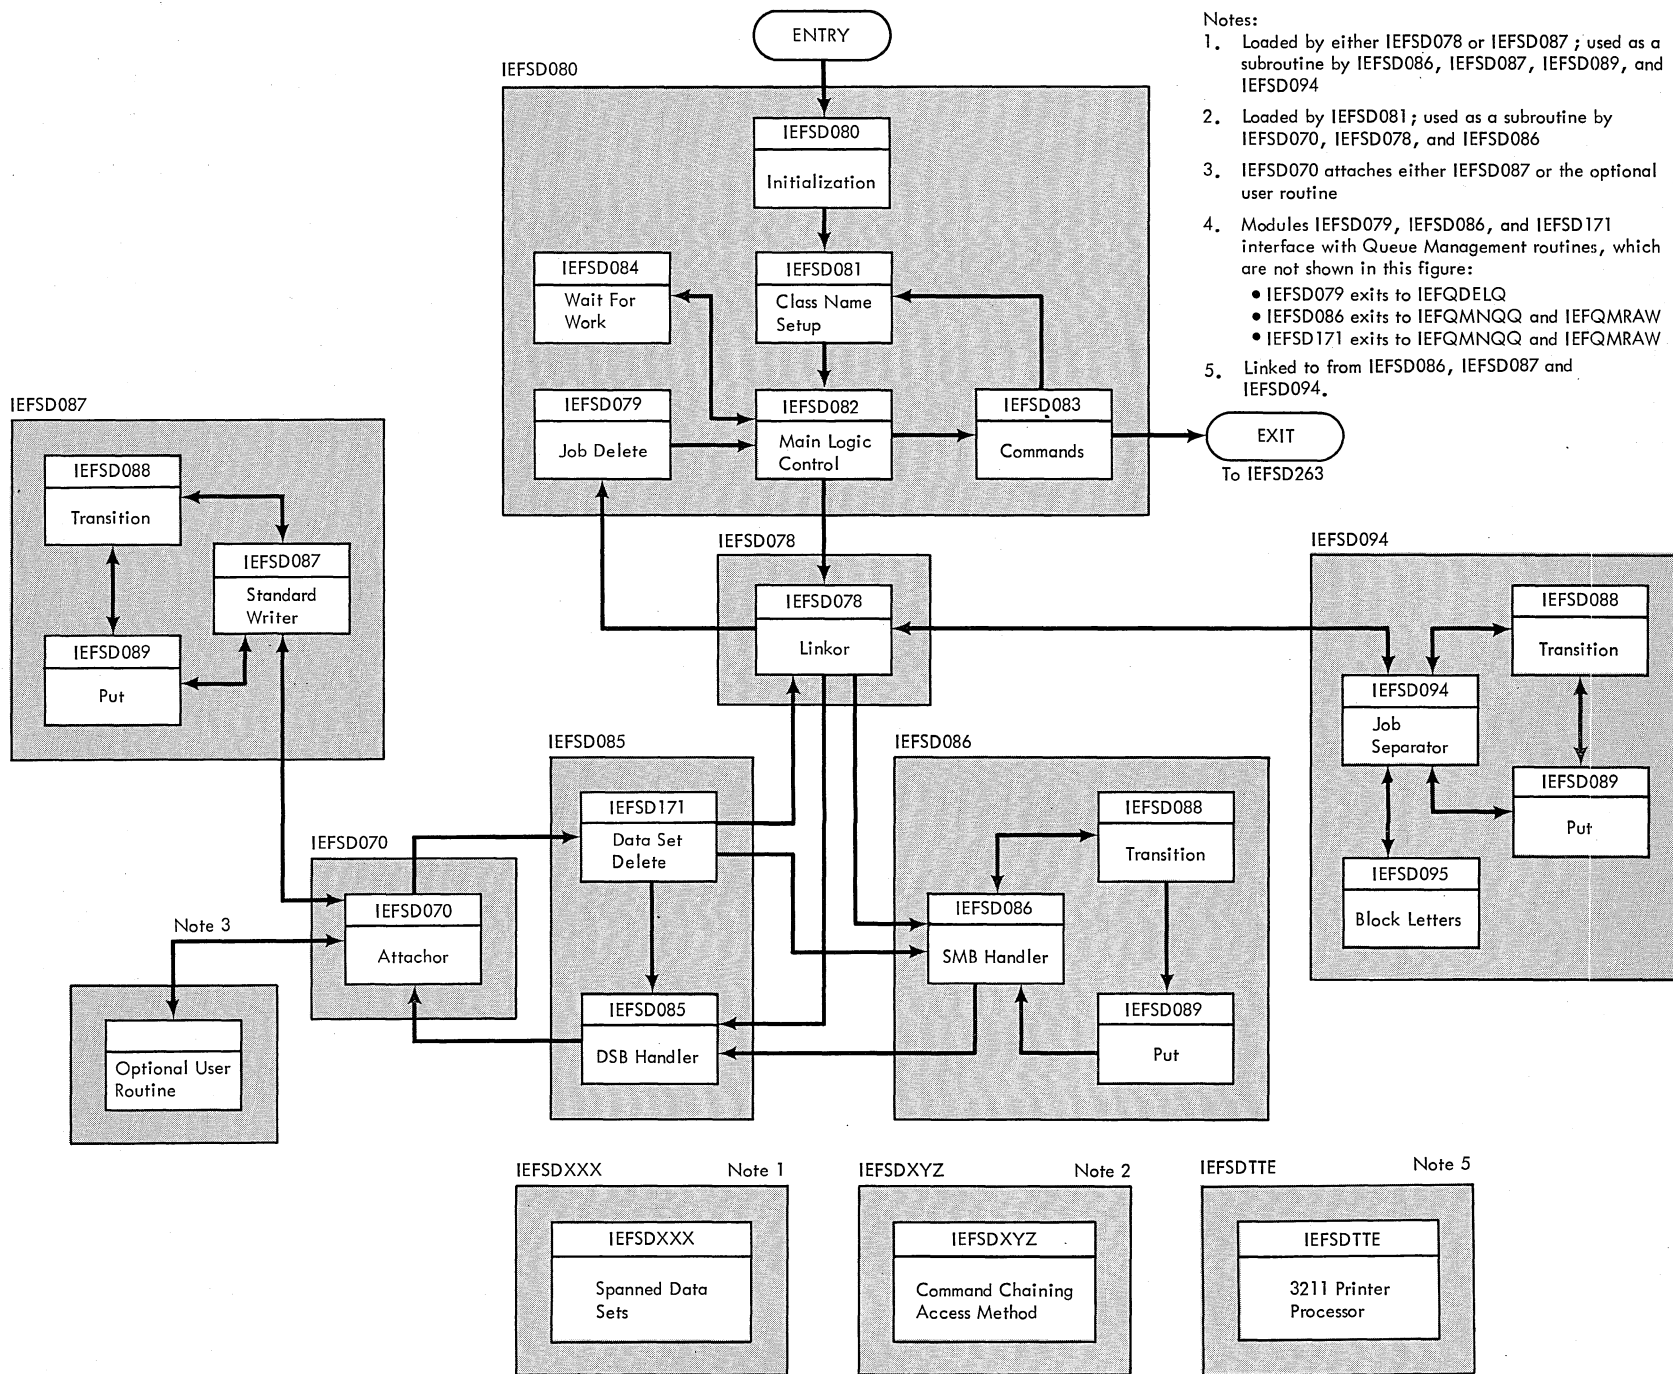 Notes:
1. Loaded by either IEFSD078 or IEFSD087 ; used as a
subroutine by IEFSD086, IEFSD087, IEFSD089, and
IEFSD094
2. Loaded by IEFSD081; used as a subroutine by
IEFSD070, IEFSD078, and IEFSD086
3. IEFSD070 attaches either IEFSD087 or the optional
user routine
4. Modules IEFSD079, IEFSD086, and IEFSD171
interface with Queue Management routines, which
are not shown in this figure:
• IEFSD079 exits to IEFQDELQ
• IEFSD086 exits to IEFQMNQQ and IEFQMRAW
• IEFSD171 exits to IEFQMNQQ and IEFQMRAW
5. Linked to from IEFSD086, IEFSD087 and
IEFSD094.
ENTRY
IEFSD080
IEFSD080
Initialization
IEFSD084
Wait For
Work
IEFSD081
Class Name
Setup
IEFSD079
Job Delete
IEFSD082
Main Logic
Control
IEFSD083
Commands
EXIT
To IEFSD263
IEFSD087
IEFSD088
Transition
IEFSD087
Standard
Writer
IEFSD089
Put
IEFSD078
IEFSD078
Linkor
IEFSD094
IEFSD088
Transition
IEFSD094
Job
Separator
IEFSD089
Put
IEFSD095
Block Letters
IEFSD085
IEFSD171
Data Set
Delete
IEFSD085
DSB Handler
IEFSD086
IEFSD088
Transition
IEFSD086
SMB Handler
IEFSD089
Put
IEFSD070
IEFSD070
Attachor
Note 3
Optional User
Routine
IEFSDXXX
Note 1
IEFSDXXX
Spanned Data
Sets
IEFSDXYZ
Note 2
IEFSDXYZ
Command Chaining
Access Method
IEFSDTTE
Note 5
IEFSDTTE
3211 Printer
Processor